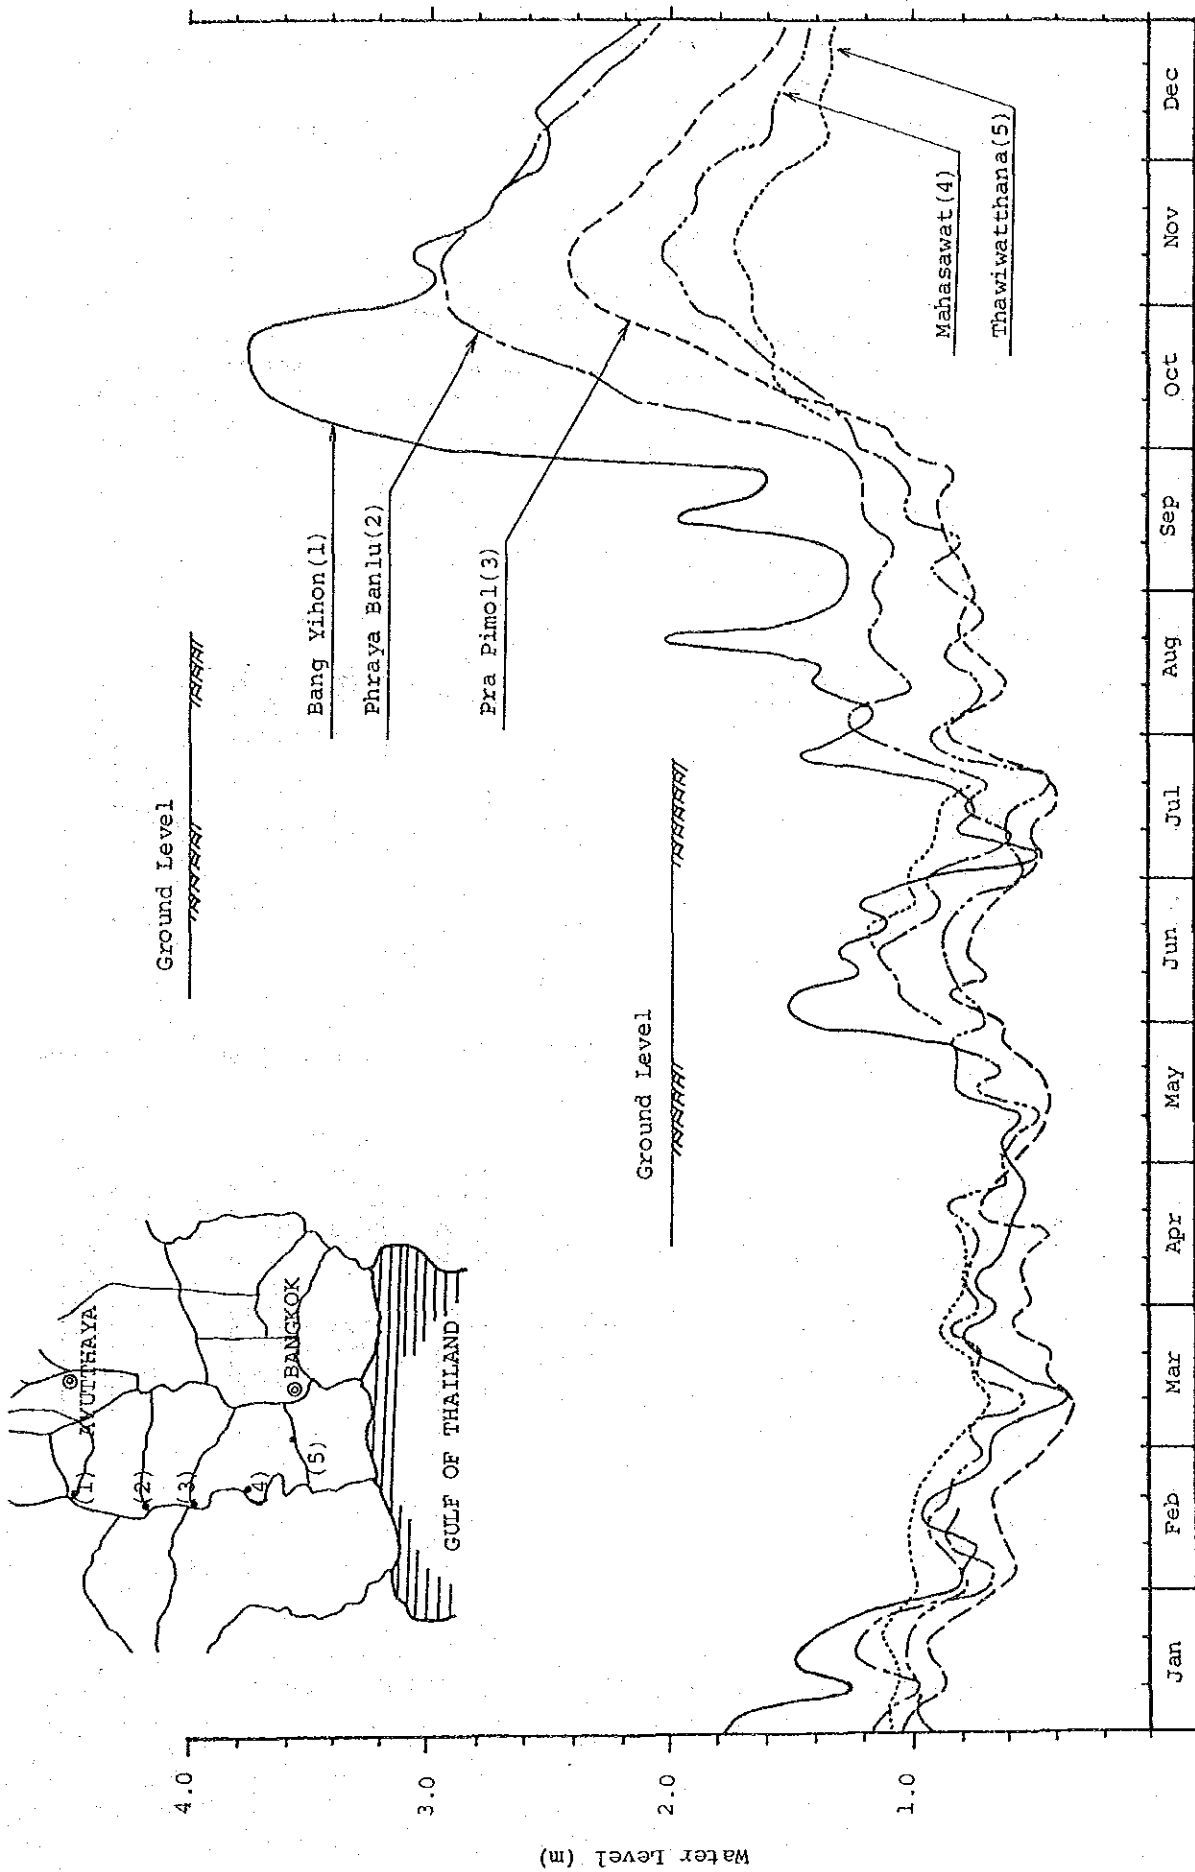 Water Level (m)
4.0
3.0
2.0
1.0
AYUTTHAYA
(1)
(2)
(3)
(4)
(5)
BANGKOK
GULF OF THAILAND
Ground Level
Ground Level
Bang Yihon(1)
Phraya Banlu(2)
Pra Pimol(3)
Mahasawat(4)
Thawiwatthana(5)
Jan
Feb
Mar
Apr
May
Jun
Jul
Aug
Sep
Oct
Nov
Dec